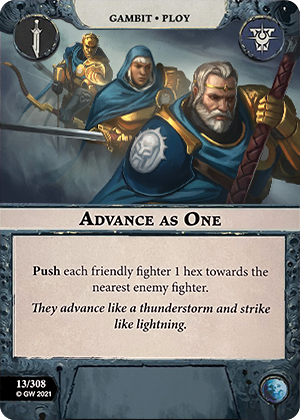 GAMBIT • PLOY
ADVANCE AS ONE
Push each friendly fighter 1 hex towards the
nearest enemy fighter.
They advance like a thunderstorm and strike
like lightning.
13/308
© GW 2021